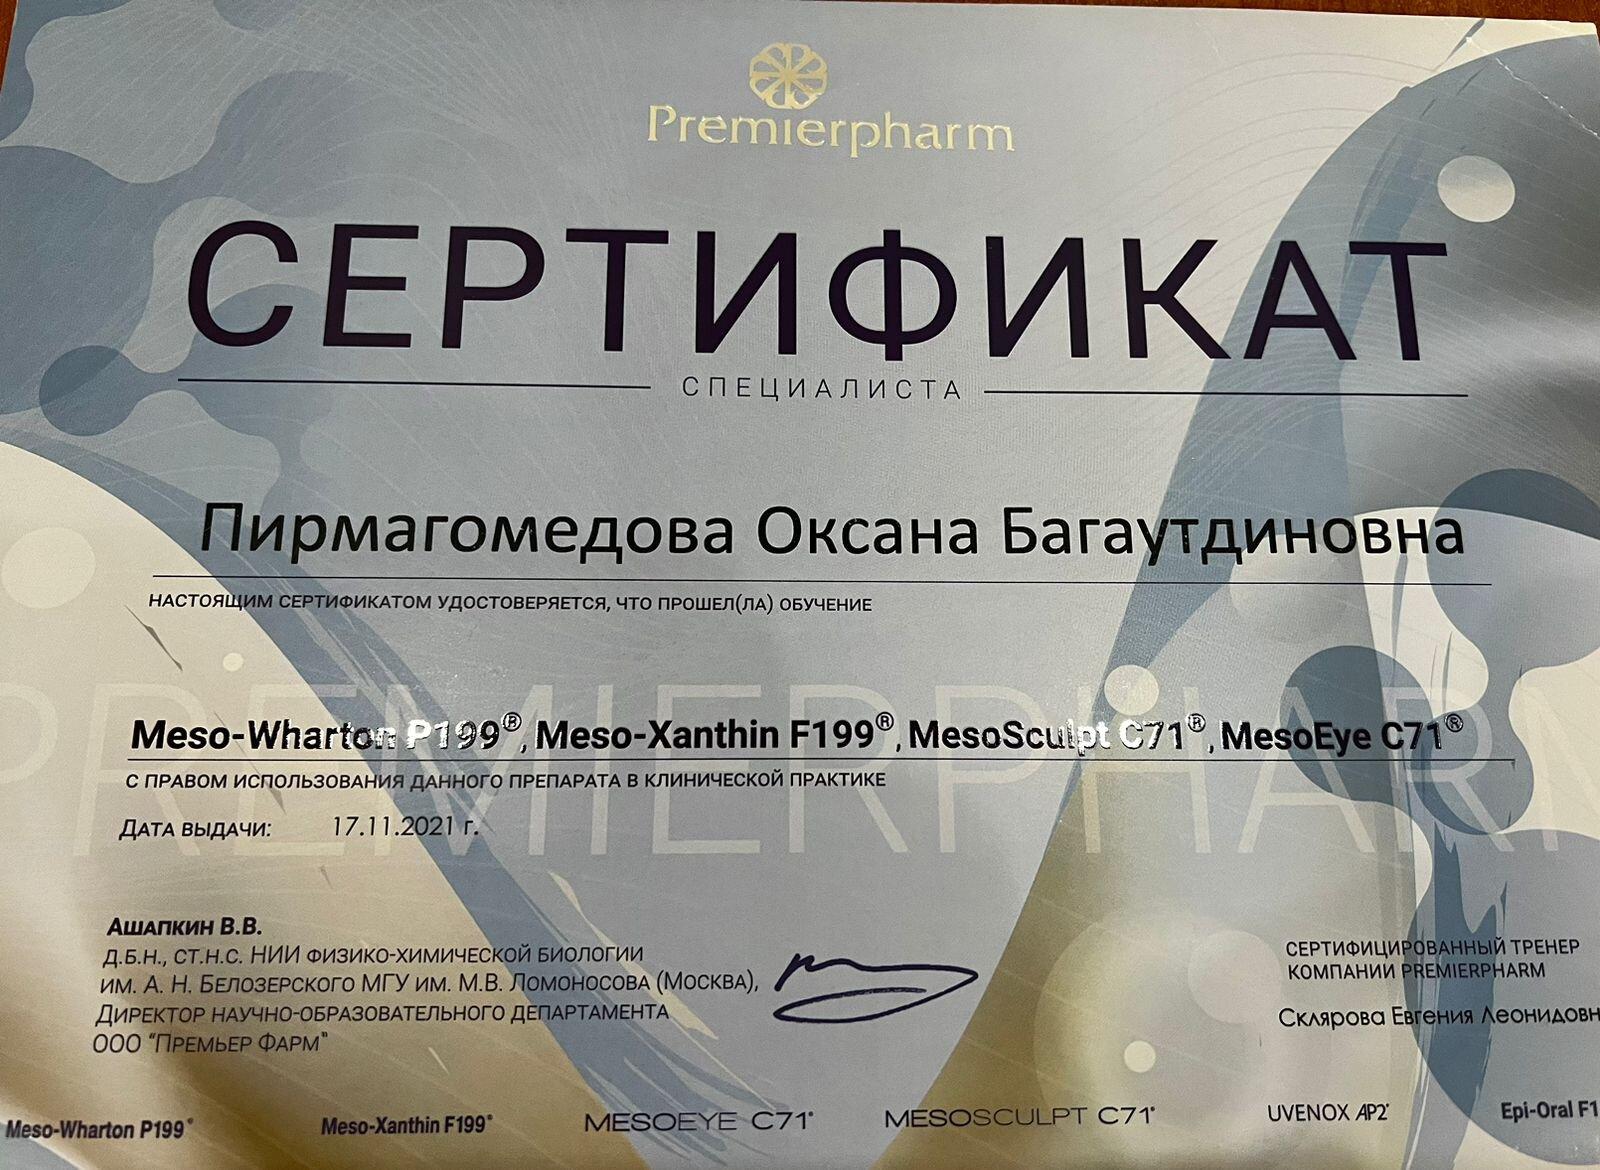 Premierpharm
СЕРТИФИКАТ
СПЕЦИАЛИСТА
Пирмагомедова Оксана Багаутдиновна
НАСТОЯЩИМ СЕРТИФИКАТОМ УДОСТОВЕРЯЕТСЯ, ЧТО ПРОШЕЛ(ЛА) ОБУЧЕНИЕ
PREMIERPHARM
Meso-Wharton P199®, Meso-Xanthin F199®, MesoSculpt C71®, MesoEye C71®
С ПРАВОМ ИСПОЛЬЗОВАНИЯ ДАННОГО ПРЕПАРАТА В КЛИНИЧЕСКОЙ ПРАКТИКЕ
ДАТА ВЫДАЧИ: 17.11.2021 г.
АШАПКИН В.В.
Д.Б.Н., СТ.Н.С. НИИ ФИЗИКО-ХИМИЧЕСКОЙ БИОЛОГИИ
ИМ. А. Н. БЕЛОЗЕРСКОГО МГУ ИМ. М.В. ЛОМОНОСОВА (МОСКВА),
ДИРЕКТОР НАУЧНО-ОБРАЗОВАТЕЛЬНОГО ДЕПАРТАМЕНТА
ООО "ПРЕМЬЕР ФАРМ"
СЕРТИФИЦИРОВАННЫЙ ТРЕНЕР
КОМПАНИИ PREMIERPHARM
Склярова Евгения Леонидовн
Meso-Wharton P199® Meso-Xanthin F199® MESOEYE C71® MESOSCULPT C71® UVENOX AP2® Epi-Oral F1